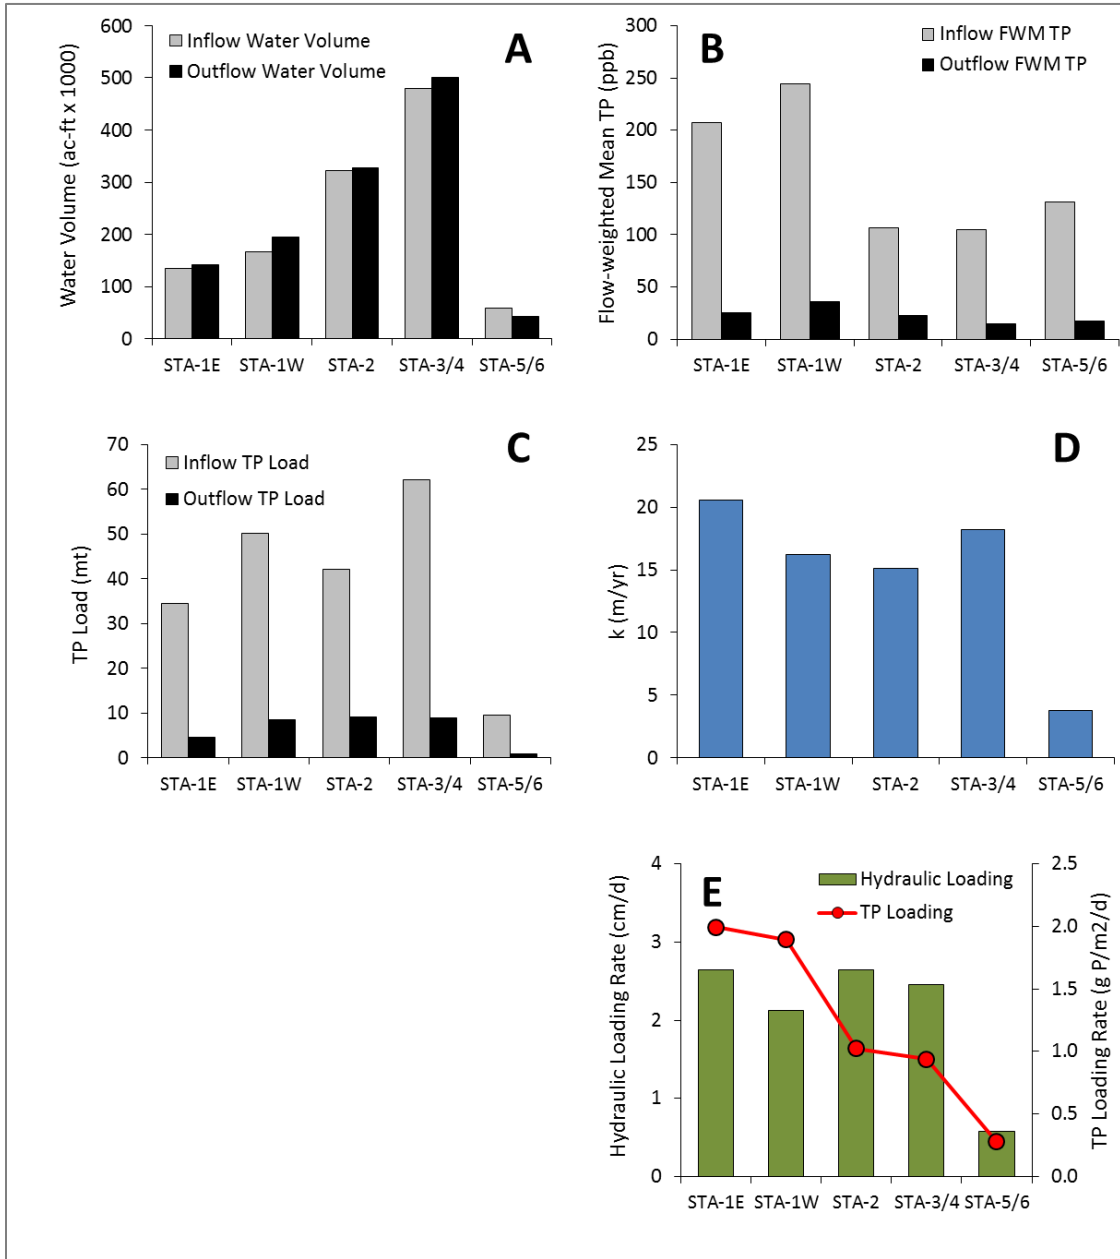 A
Inflow Water Volume
Outflow Water Volume
Water Volume (ac-ft x 1000)
600
500
400
300
200
100
0
STA-1E STA-1W STA-2 STA-3/4 STA-5/6
B
Inflow FWM TP
Outflow FWM TP
Flow-weighted Mean TP (ppb)
300
250
200
150
100
50
0
STA-1E STA-1W STA-2 STA-3/4 STA-5/6
C
Inflow TP Load
Outflow TP Load
TP Load (mt)
70
60
50
40
30
20
10
0
STA-1E STA-1W STA-2 STA-3/4 STA-5/6
D
k (m/yr)
25
20
15
10
5
0
STA-1E STA-1W STA-2 STA-3/4 STA-5/6
E
Hydraulic Loading
TP Loading
Hydraulic Loading Rate (cm/d)
4
3
2
1
0
TP Loading Rate (g P/m2/d)
2.5
2.0
1.5
1.0
0.5
0.0
STA-1E STA-1W STA-2 STA-3/4 STA-5/6